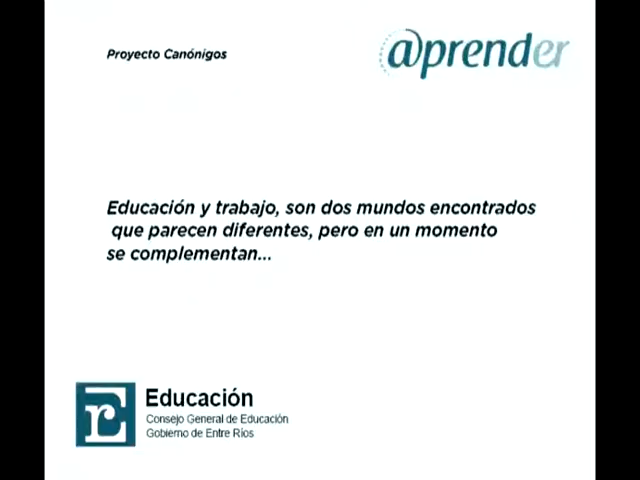 Proyecto Canónigos
@prender
Educación y trabajo, son dos mundos encontrados
que parecen diferentes, pero en un momento
se complementan...
Er
Educación
Consejo General de Educación
Gobierno de Entre Ríos